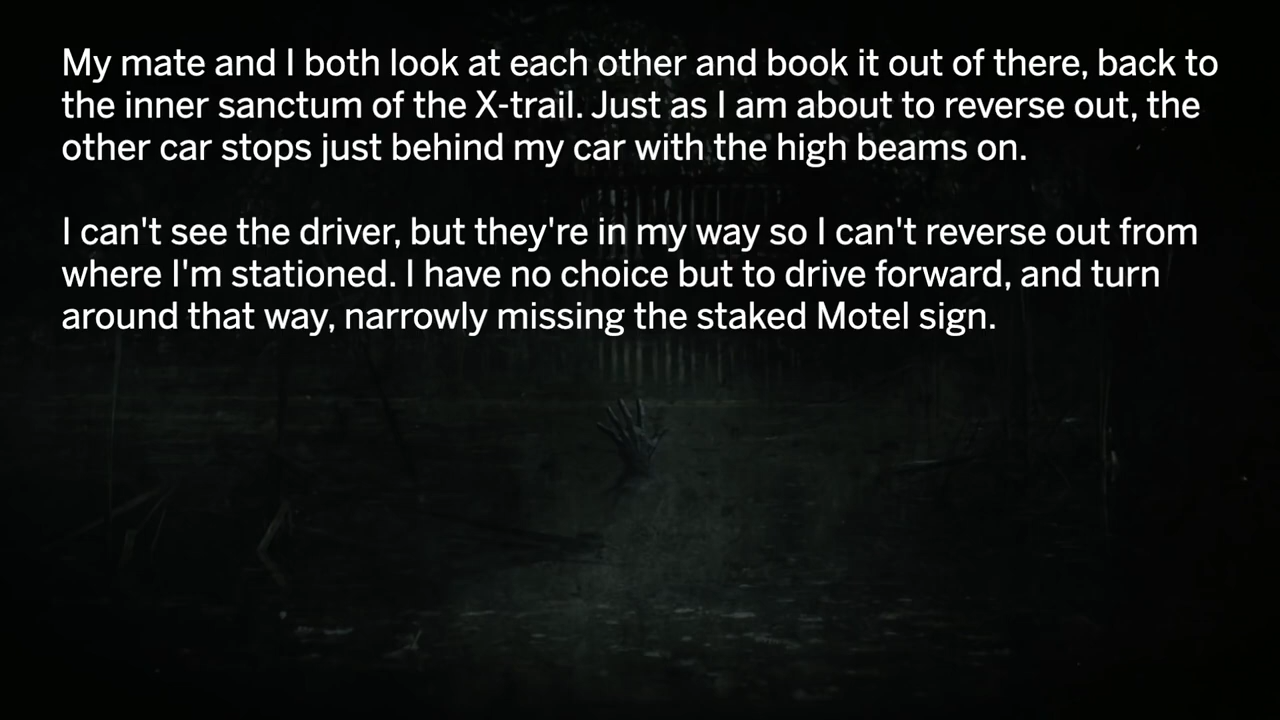 My mate and I both look at each other and book it out of there, back to
the inner sanctum of the X-trail. Just as I am about to reverse out, the
other car stops just behind my car with the high beams on.
I can't see the driver, but they're in my way so I can't reverse out from
where I'm stationed. I have no choice but to drive forward, and turn
around that way, narrowly missing the staked Motel sign.